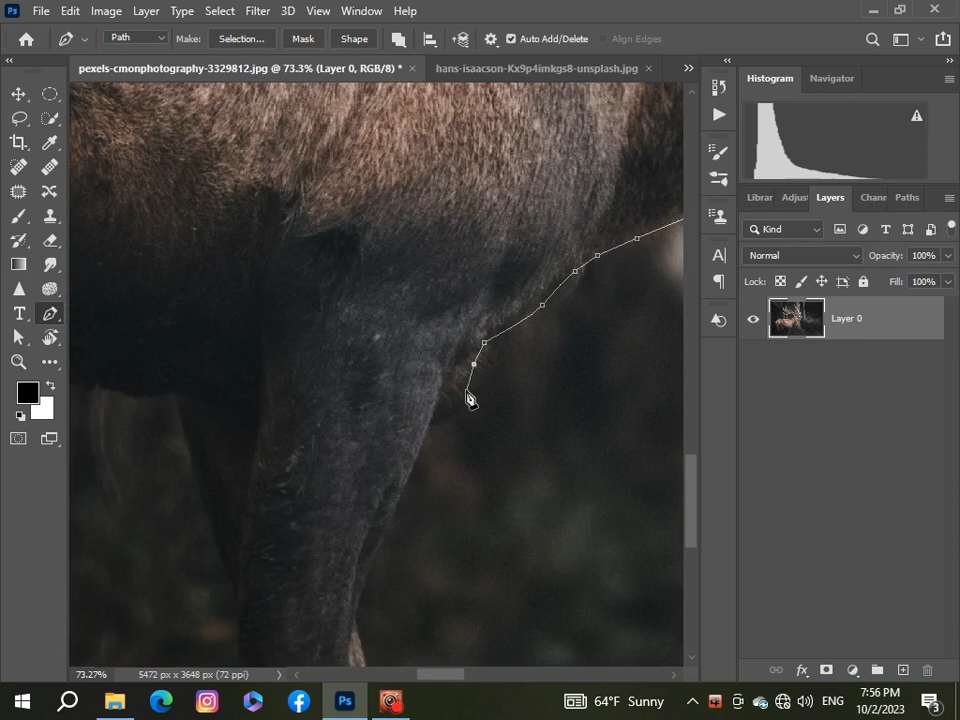 Ps File Edit Image Layer Type Select Filter 3D View Window Help
Path Make: Selection... Mask Shape Auto Add/Delete Align Edges
pexels-cmonphotography-3329812.jpg @ 73.3% (Layer 0, RGB/8) * hans-isaacson-Kx9p4imkgs8-unsplash.jpg
Histogram Navigator
Librar Adjus Layers Chann Paths
Kind
Normal Opacity: 100%
Lock: Fill: 100%
Layer 0
73.27% 5472 px x 3648 px (72 ppi)
Ps 64°F Sunny ENG 7:56 PM
10/2/2023 3